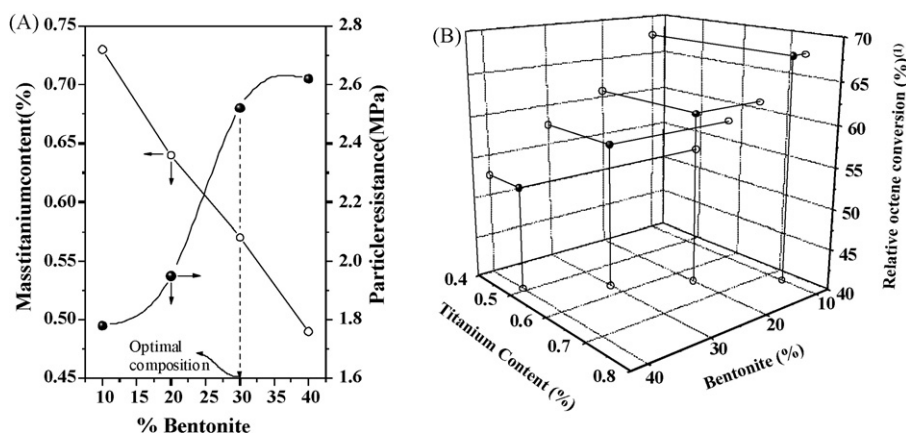 (A)
0.75
0.70
0.65
0.60
0.55
0.50
0.45
Masstitaniumcontent(%)
2.8
2.6
2.4
2.2
2.0
1.8
1.6
Particleresistance(MPa)
Optimal
composition
10 20 30 40
% Bentonite
(B)
70
65
60
55
50
45
40
Relative octene conversion (%)(1)
0.4
0.5
0.6
0.7
0.8
Titanium Content (%)
40
30
20
10
Bentonite (%)